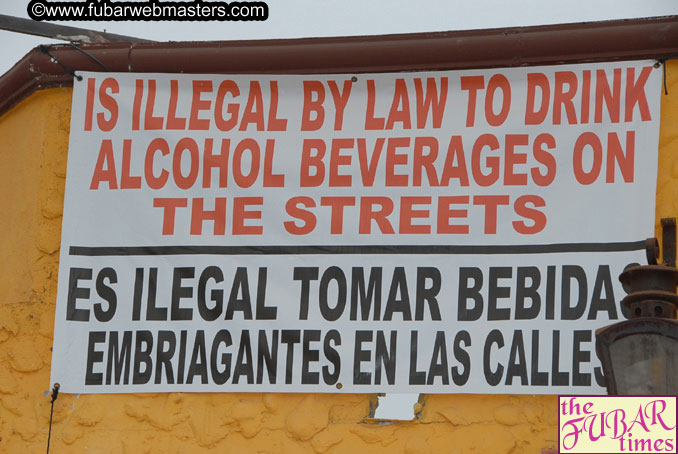 www.fubarwebmasters.com
IS ILLEGAL BY LAW TO DRINK
ALCOHOL BEVERAGES ON
THE STREETS
ES ILEGAL TOMAR BEBIDAS
EMBRIAGANTES EN LAS CALLES
the FUBAR
times